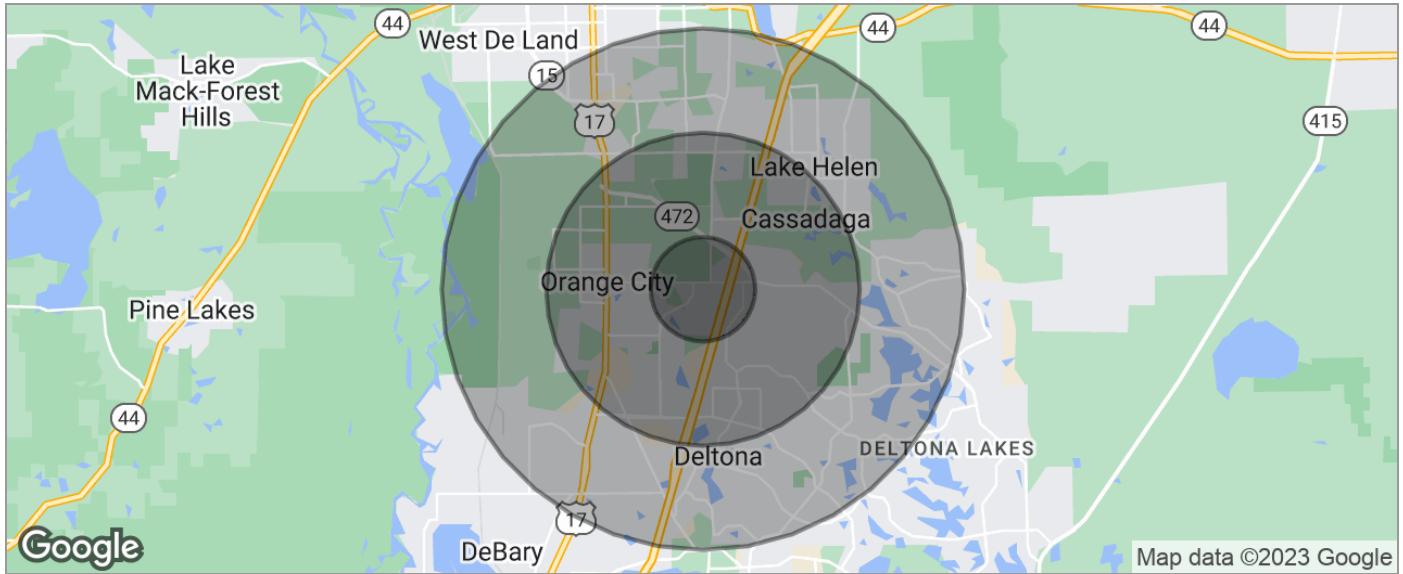 44
44
44
West De Land
Lake
Mack-Forest
Hills
15
17
415
Lake Helen
472
Cassadaga
Orange City
Pine Lakes
44
Deltona
DELTONA LAKES
17
DeBary
Google
Map data ©2023 Google